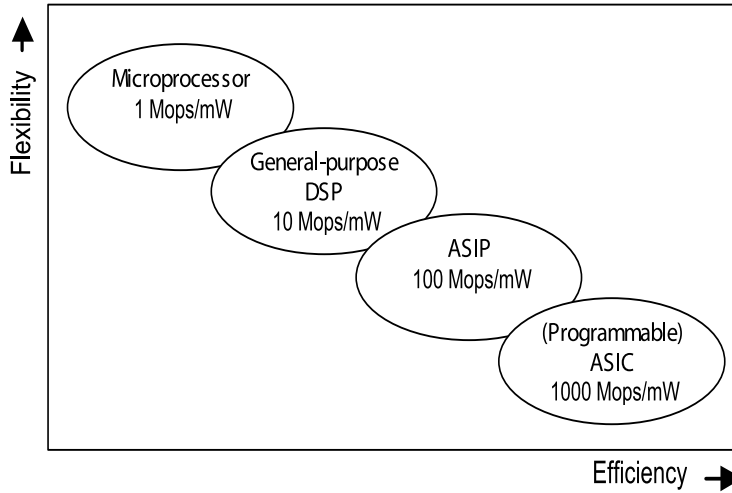 Flexibility
Microprocessor
1 Mops/mW
General-purpose
DSP
10 Mops/mW
ASIP
100 Mops/mW
(Programmable)
ASIC
1000 Mops/mW
Efficiency